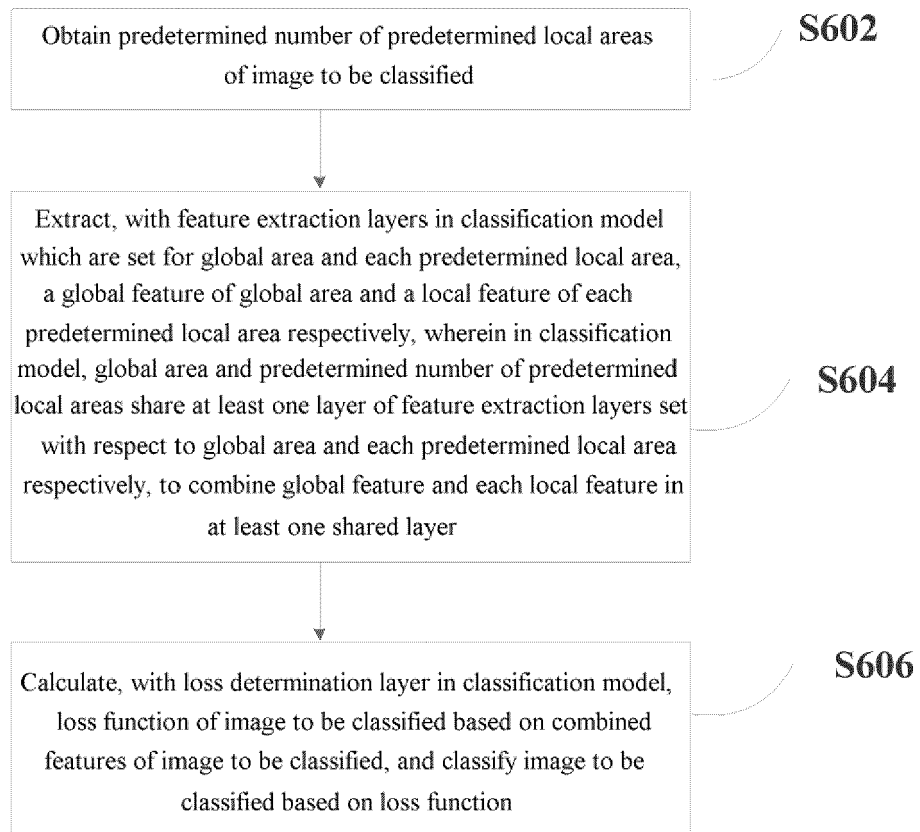 Obtain predetermined number of predetermined local areas
of image to be classified
S602
Extract, with feature extraction layers in classification model
which are set for global area and each predetermined local area,
a global feature of global area and a local feature of each
predetermined local area respectively, wherein in classification
model, global area and predetermined number of predetermined
local areas share at least one layer of feature extraction layers set
with respect to global area and each predetermined local area
respectively, to combine global feature and each local feature in
at least one shared layer
S604
Calculate, with loss determination layer in classification model,
loss function of image to be classified based on combined
features of image to be classified, and classify image to be
classified based on loss function
S606